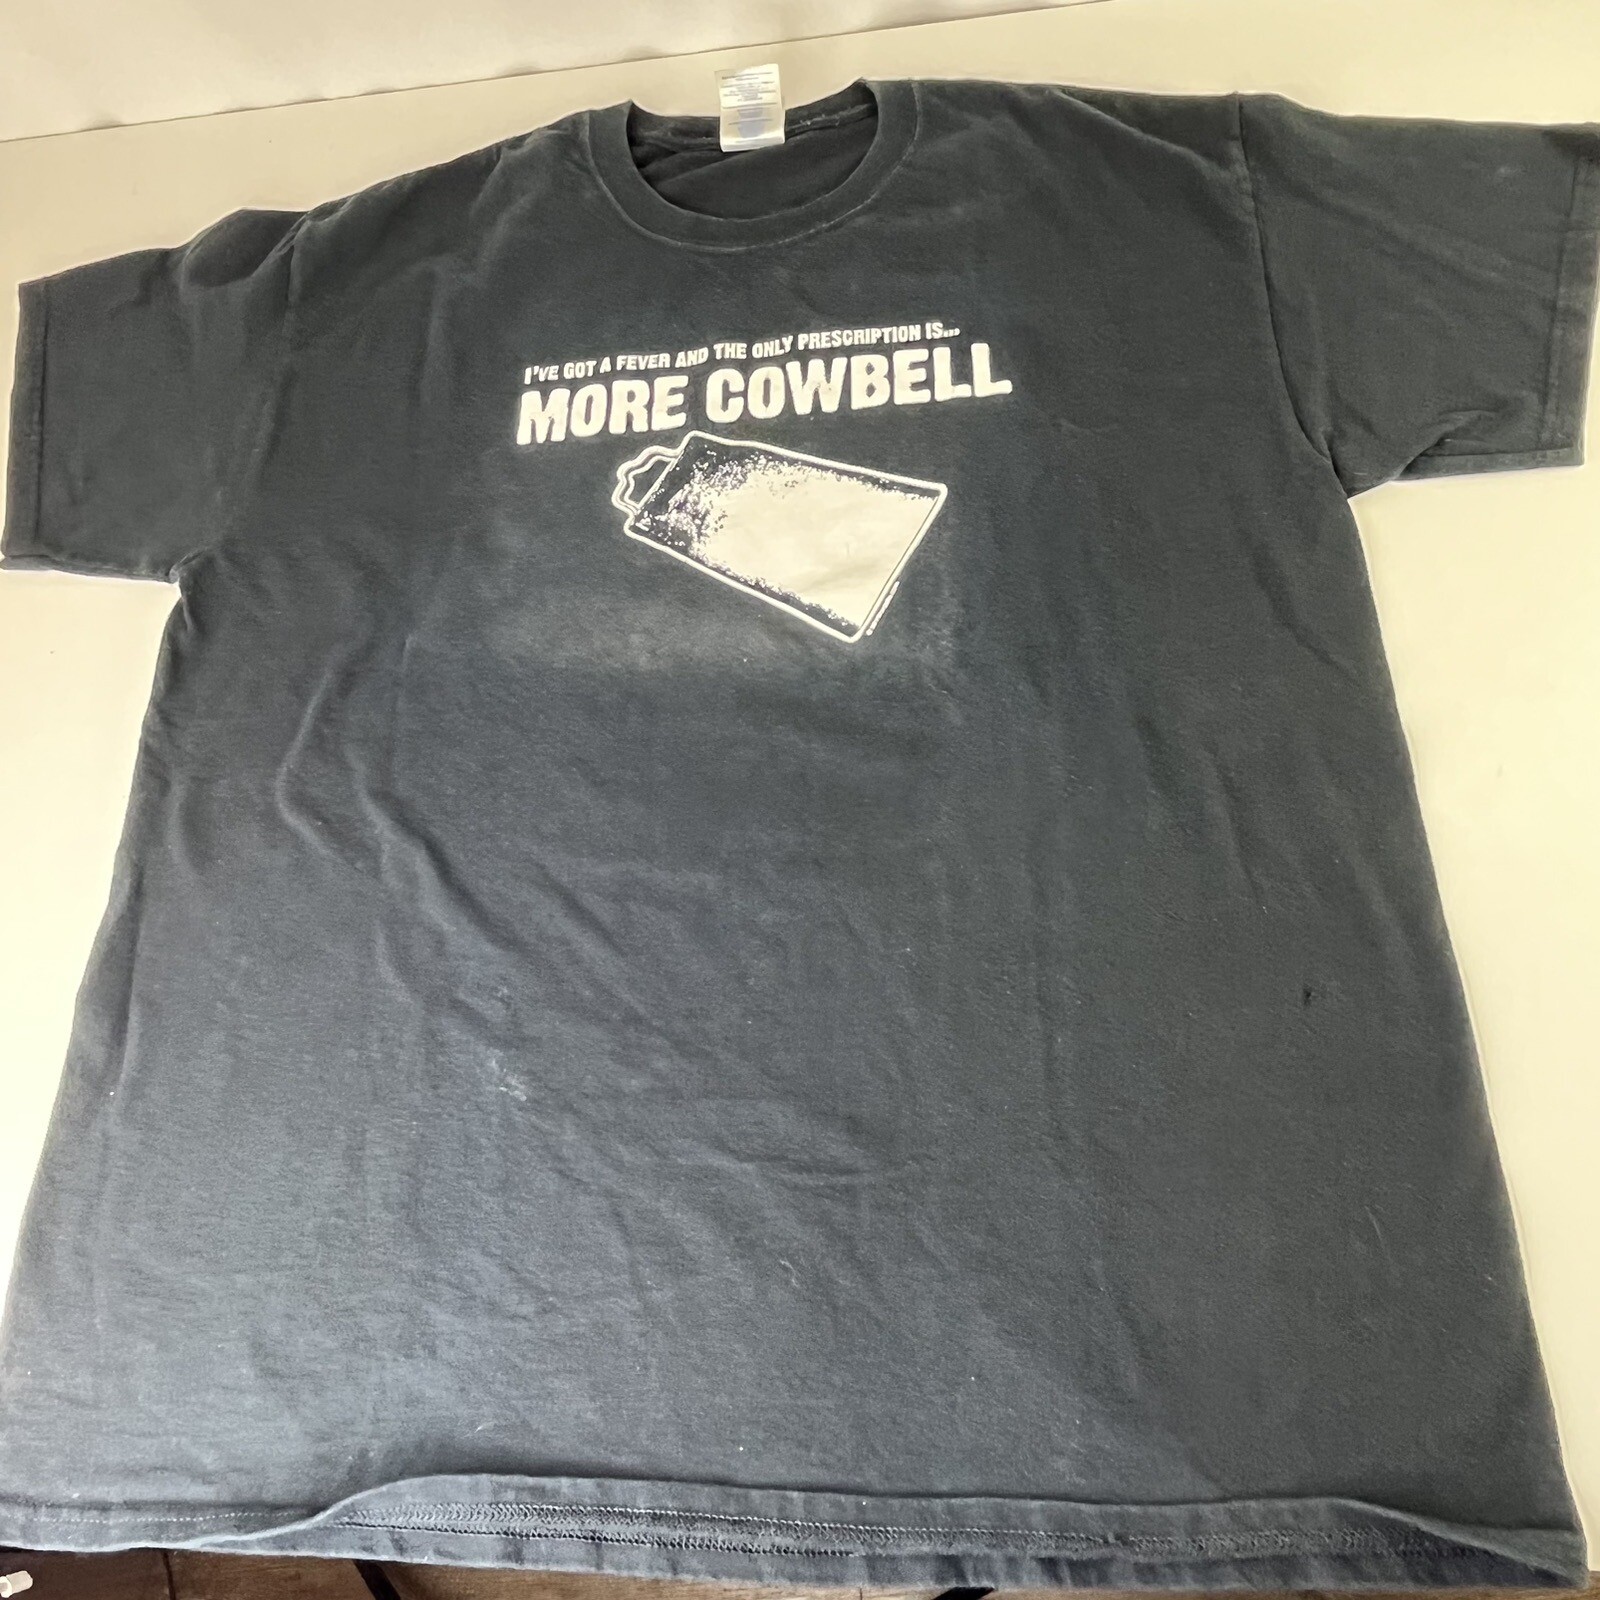 I'VE GOT A FEVER AND THE ONLY PRESCRIPTION IS...
MORE COWBELL